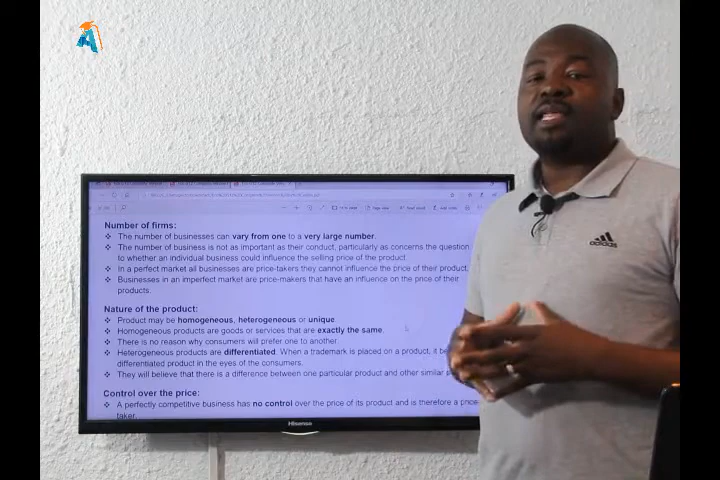 A
Number of firms:
The number of businesses can vary from one to a very large number.
The number of business is not as important as their conduct, particularly as concerns the question
to whether an individual business could influence the selling price of the product
In a perfect market all businesses are price-takers they cannot influence the price of their product,
Businesses in an imperfect market are price-makers that have an influence on the price of their
products.
Nature of the product:
Product may be homogeneous, heterogeneous or unique.
Homogeneous products are goods or services that are exactly the same.
There is no reason why consumers will prefer one to another.
Heterogeneous products are differentiated. When a trademark is placed on a product, it be
differentiated product in the eyes of the consumers.
They will believe that there is a difference between one particular product and other similar p
Control over the price:
A perfectly competitive business has no control over the price of its product and is therefore a price-
taker.
Hisense
adidas